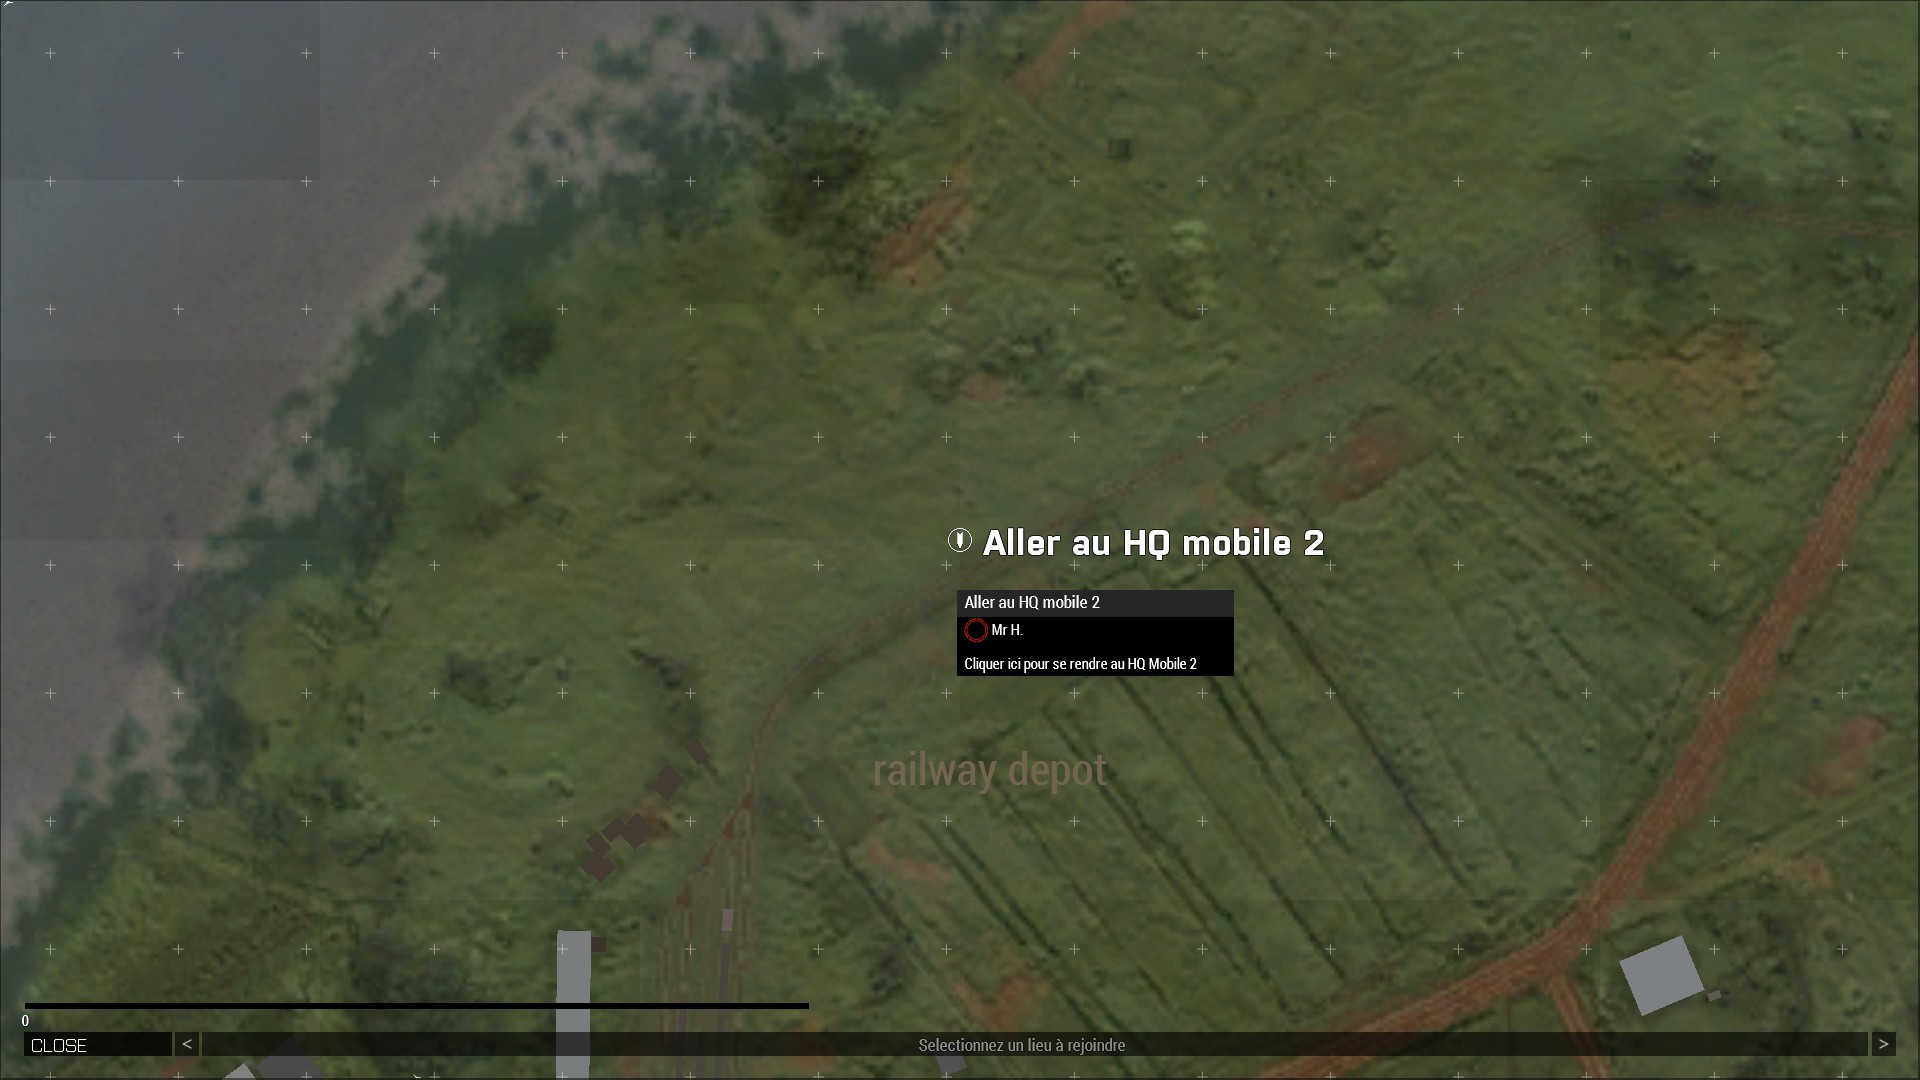 Aller au HQ mobile 2
Aller au HQ mobile 2
Mr H.
Cliquer ici pour se rendre au HQ Mobile 2
railway depot
0
CLOSE
<
Selectionnez un lieu à rejoindre
>